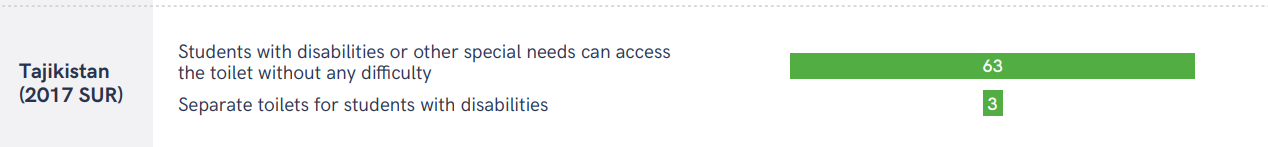 Tajikistan
(2017 SUR)
Students with disabilities or other special needs can access
the toilet without any difficulty
63
Separate toilets for students with disabilities
3